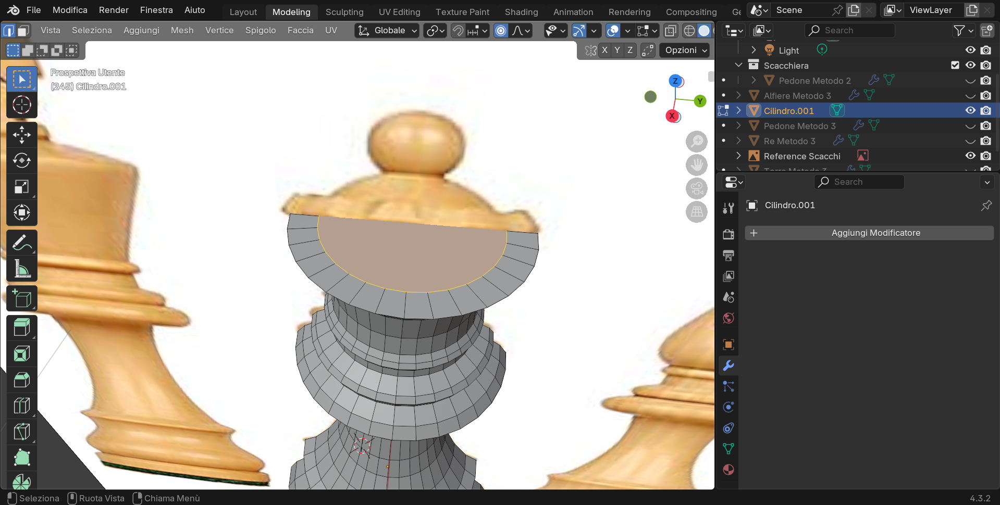 File Modifica Render Finestra Aiuto Layout Modeling Sculpting UV Editing Texture Paint Shading Animation Rendering Compositing Ge Scene ViewLayer
Vista Seleziona Aggiungi Mesh Vertice Spigolo Faccia UV Globale Search
X Y Z Opzioni
Light
Scacchiera
Pedone Metodo 2
Alfiere Metodo 3
Cilindro.001
Pedone Metodo 3
Re Metodo 3
Reference Scacchi
Torre Metodo 3
Prospettiva Utente
(245) Cilindro.001
Z
Y
X
Search
Cilindro.001
Aggiungi Modificatore
Seleziona Ruota Vista Chiama Menù 4.3.2